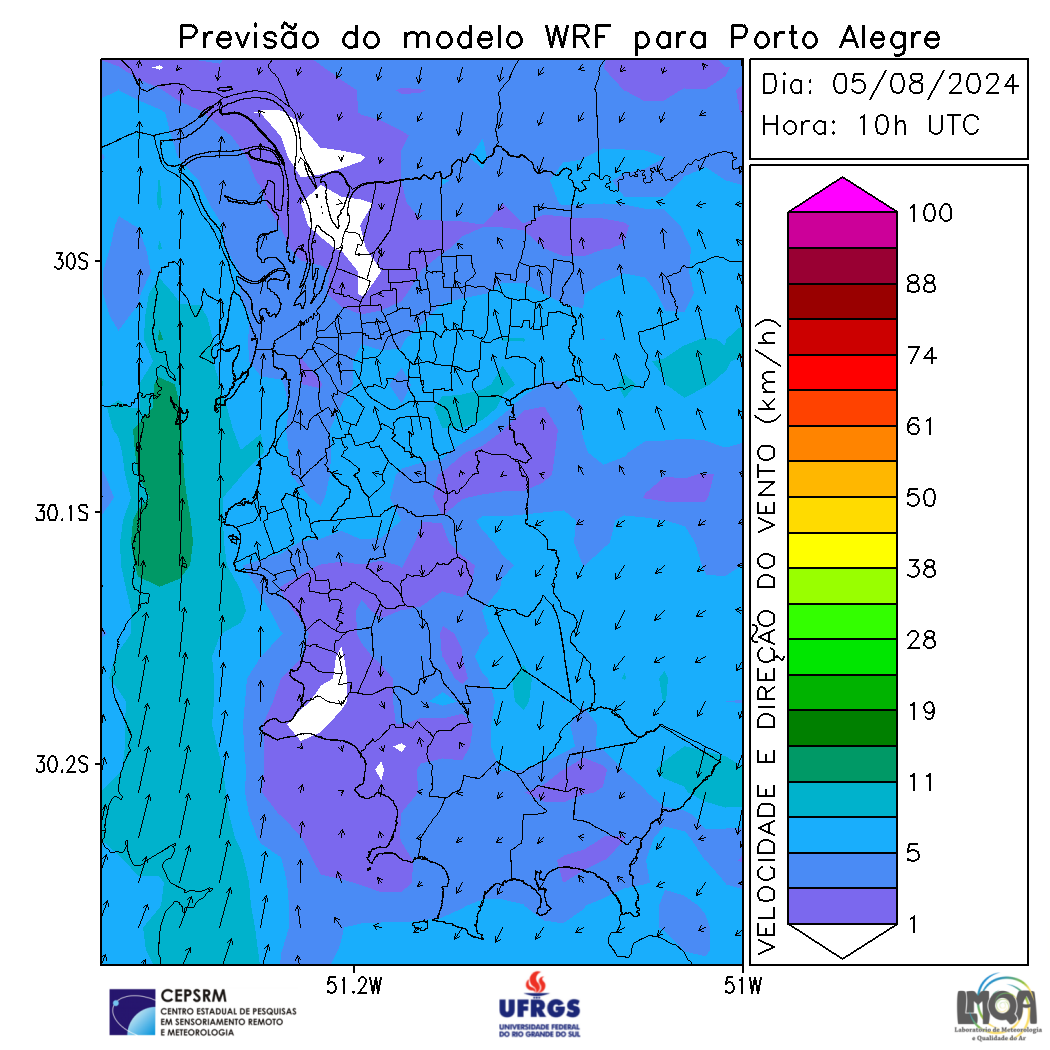 Previsão do modelo WRF para Porto Alegre
Dia: 05/08/2024
Hora: 10h UTC
30S
30.1S
30.2S
51.2W
51W
VELOCIDADE E DIREÇÃO DO VENTO (km/h)
100
88
74
61
50
38
28
19
11
5
1
CEPSRM
CENTRO ESTADUAL DE PESQUISAS
EM SENSORIAMENTO REMOTO
E METEOROLOGIA
UFRGS
UNIVERSIDADE FEDERAL
DO RIO GRANDE DO SUL
LMQA
Laboratório de Meteorologia
e Qualidade do Ar